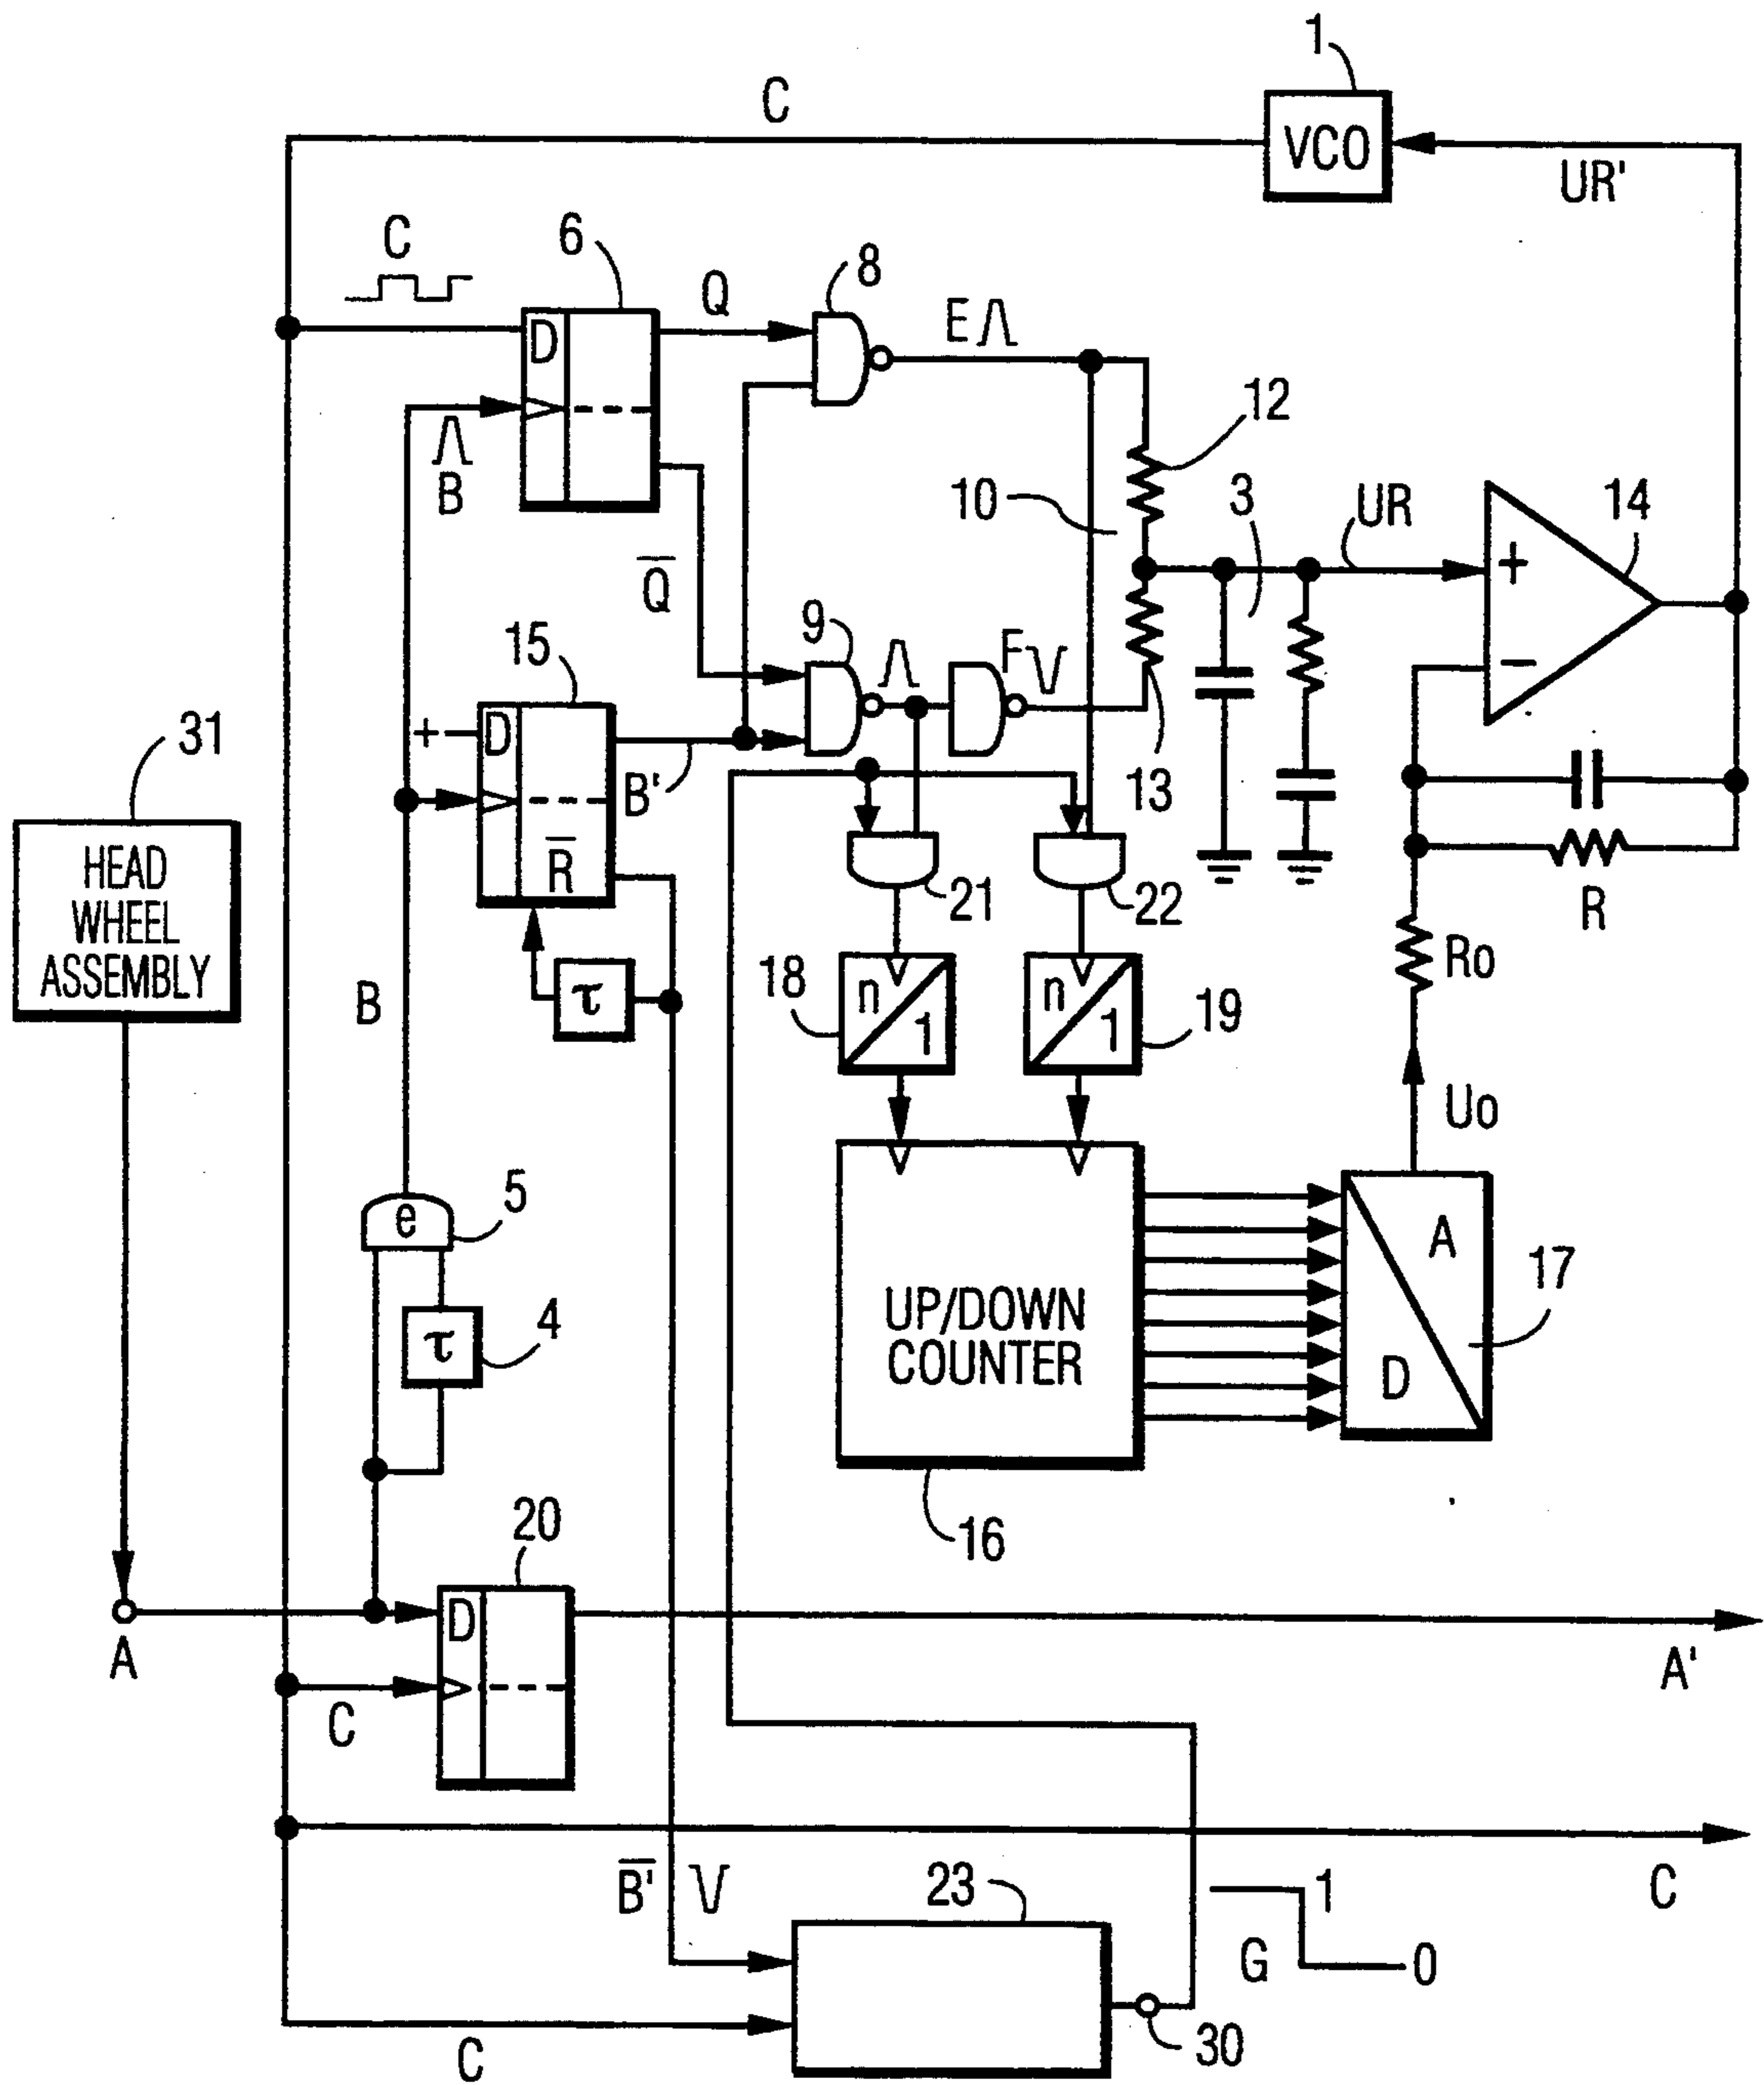 1
C
VCO
UR'
C
6
8
Q
E
D
12
B
10
3
UR
14
+
Q̅
9
F
−
15
31
+
D
B'
13
R̅
HEAD
WHEEL
ASSEMBLY
21
22
R
Ro
B
τ
18
n
1
n
1
19
Uo
5
e
4
τ
UP/DOWN
COUNTER
A
17
D
20
16
D
A
A'
C
B̅'
23
1
C
G
0
C
30